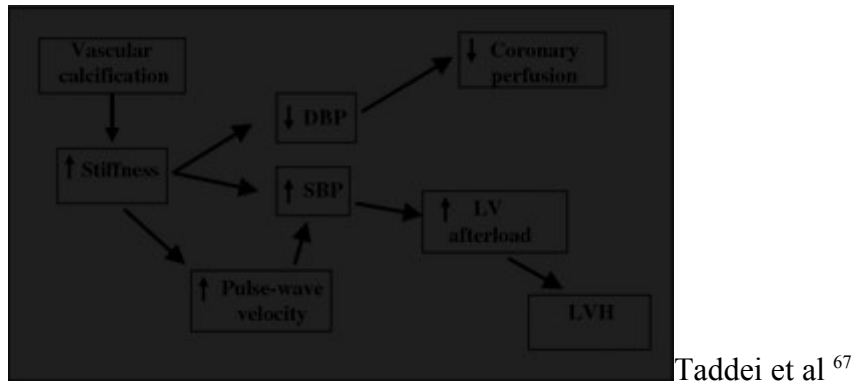 Vascular
calcification
↓ Coronary
perfusion
↓ DBP
↑ Stiffness
↑ SBP
↑ LV
afterload
↑ Pulse-wave
velocity
LVH
Taddei et al 67